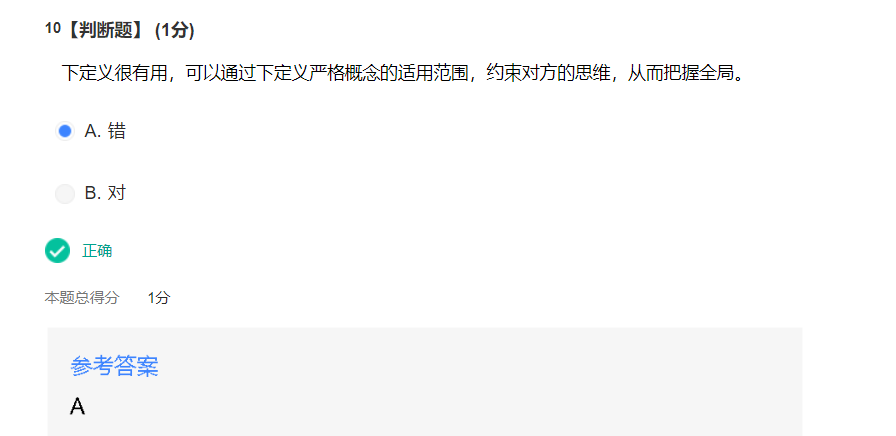 10【判断题】 (1分)
下定义很有用，可以通过下定义严格概念的适用范围，约束对方的思维，从而把握全局。
A. 错
B. 对
正确
本题总得分 1分
参考答案
A